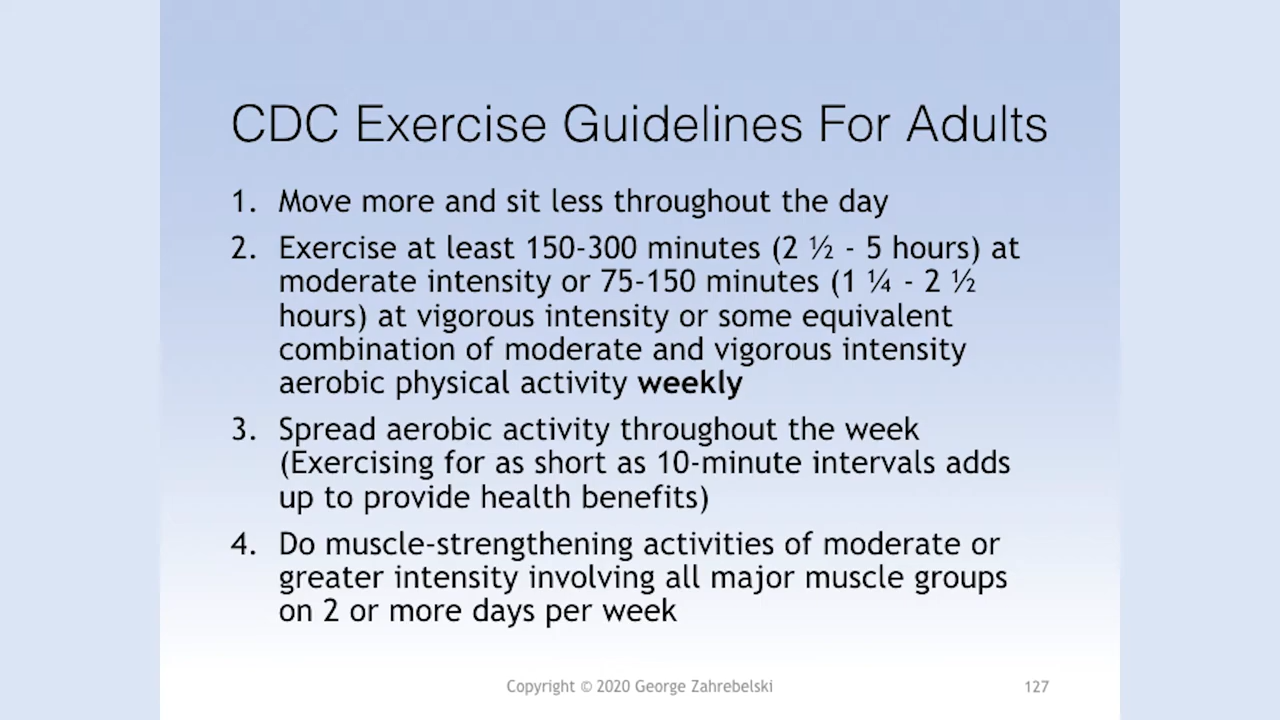 CDC Exercise Guidelines For Adults
1. Move more and sit less throughout the day
2. Exercise at least 150-300 minutes (2 ½ - 5 hours) at
moderate intensity or 75-150 minutes (1 ¼ - 2 ½
hours) at vigorous intensity or some equivalent
combination of moderate and vigorous intensity
aerobic physical activity weekly
3. Spread aerobic activity throughout the week
(Exercising for as short as 10-minute intervals adds
up to provide health benefits)
4. Do muscle-strengthening activities of moderate or
greater intensity involving all major muscle groups
on 2 or more days per week
Copyright © 2020 George Zahrebelski 127